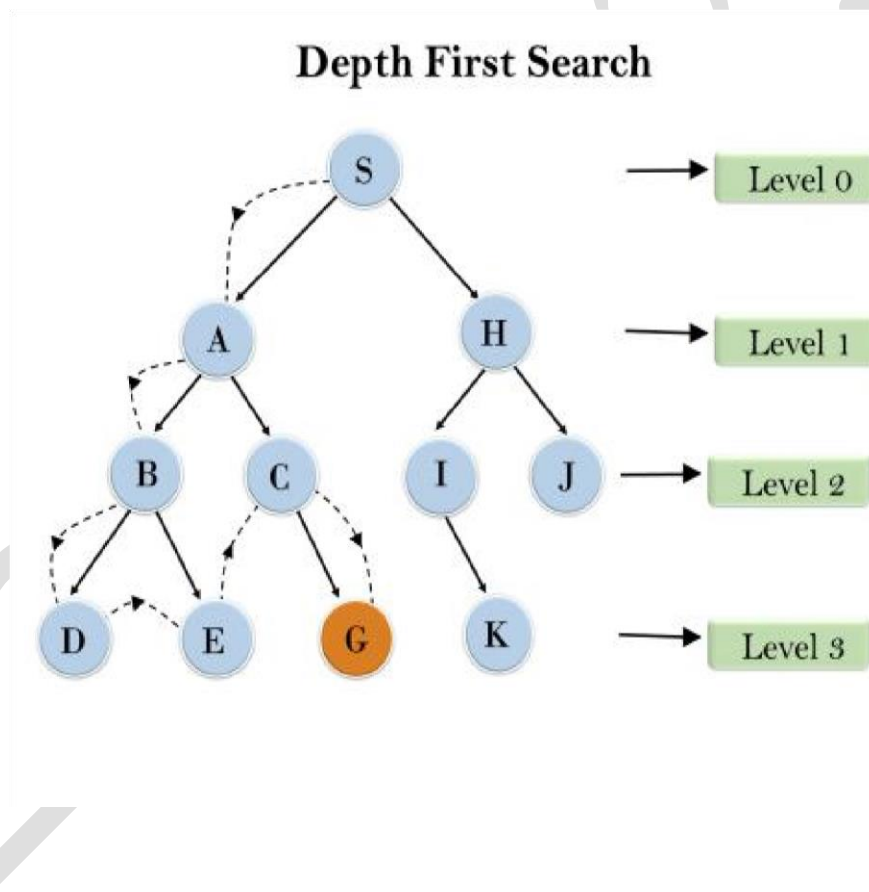 Depth First Search
S
Level 0
A
H
Level 1
B
C
I
J
Level 2
D
E
G
K
Level 3